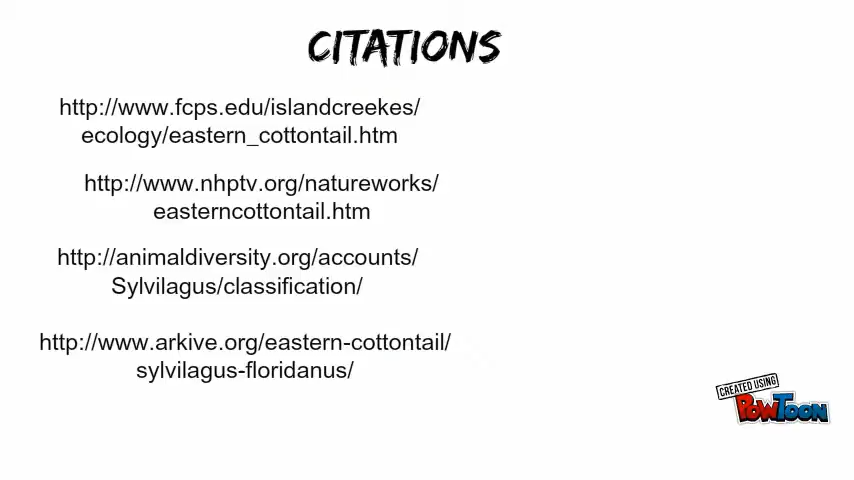 CITATIONS
http://www.fcps.edu/islandcreekes/
ecology/eastern_cottontail.htm
http://www.nhptv.org/natureworks/
easterncottontail.htm
http://animaldiversity.org/accounts/
Sylvilagus/classification/
http://www.arkive.org/eastern-cottontail/
sylvilagus-floridanus/
CREATED USING
POWTOON